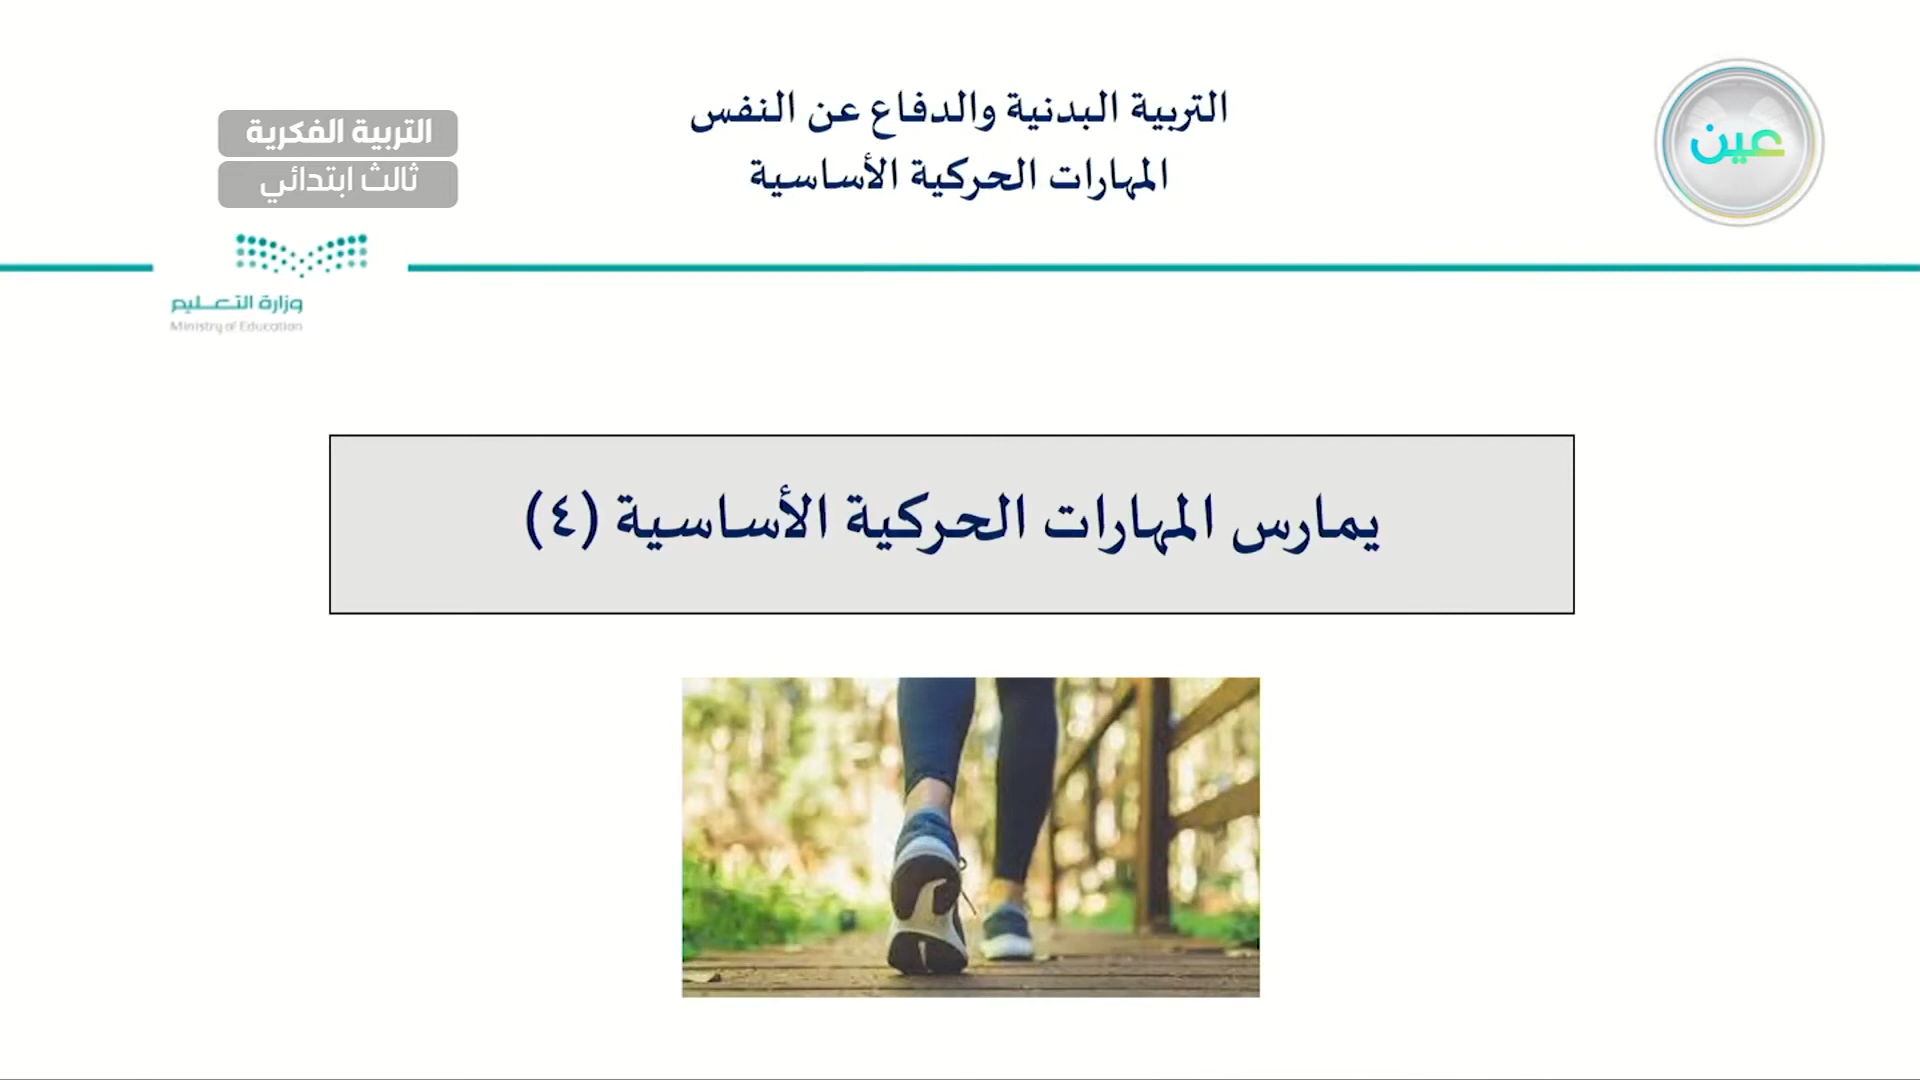 التربية البدنية والدفاع عن النفس
المهارات الحركية الأساسية
عين
التربية الفكرية
ثالث ابتدائي
وزارة التعليم
Ministry of Education
يمارس المهارات الحركية الأساسية (٤)